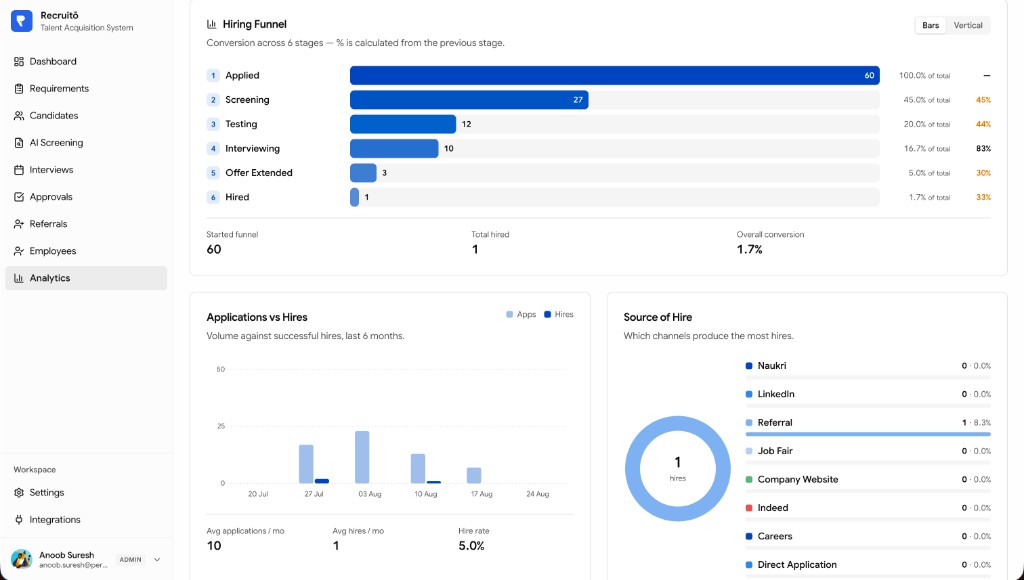 Recruitō
Talent Acquisition System
Dashboard
Requirements
Candidates
AI Screening
Interviews
Approvals
Referrals
Employees
Analytics
Workspace
Settings
Integrations
Anoob Suresh
anoob.suresh@per...
ADMIN
Hiring Funnel
Conversion across 6 stages — % is calculated from the previous stage.
Bars Vertical
1 Applied 60 100.0% of total —
2 Screening 27 45.0% of total 45%
3 Testing 12 20.0% of total 44%
4 Interviewing 10 16.7% of total 83%
5 Offer Extended 3 5.0% of total 30%
6 Hired 1 1.7% of total 33%
Started funnel Total hired Overall conversion
60 1 1.7%
Applications vs Hires
Apps Hires
Volume against successful hires, last 6 months.
50
25
0
20 Jul 27 Jul 03 Aug 10 Aug 17 Aug 24 Aug
Avg applications / mo Avg hires / mo Hire rate
10 1 5.0%
Source of Hire
Which channels produce the most hires.
1
hires
Naukri 0 · 0.0%
LinkedIn 0 · 0.0%
Referral 1 · 8.3%
Job Fair 0 · 0.0%
Company Website 0 · 0.0%
Indeed 0 · 0.0%
Careers 0 · 0.0%
Direct Application 0 · 0.0%